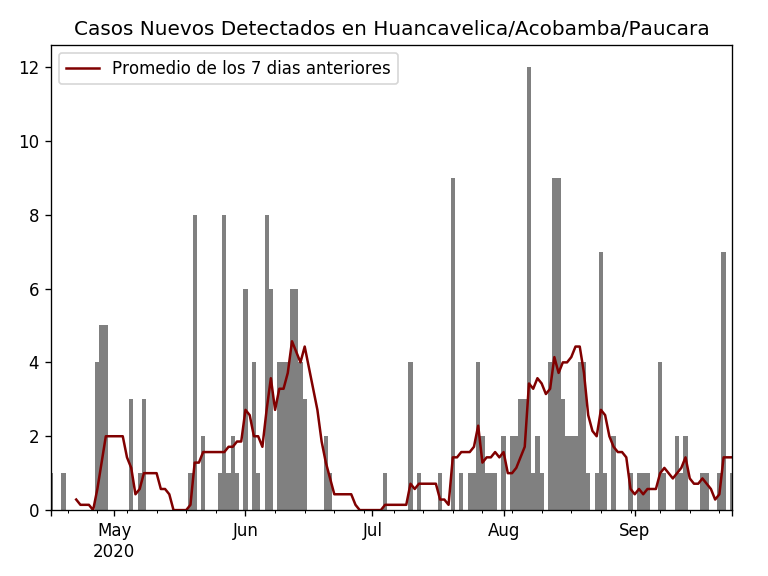 Casos Nuevos Detectados en Huancavelica/Acobamba/Paucara
Promedio de los 7 dias anteriores
12
10
8
6
4
2
0
May Jun Jul Aug Sep
2020